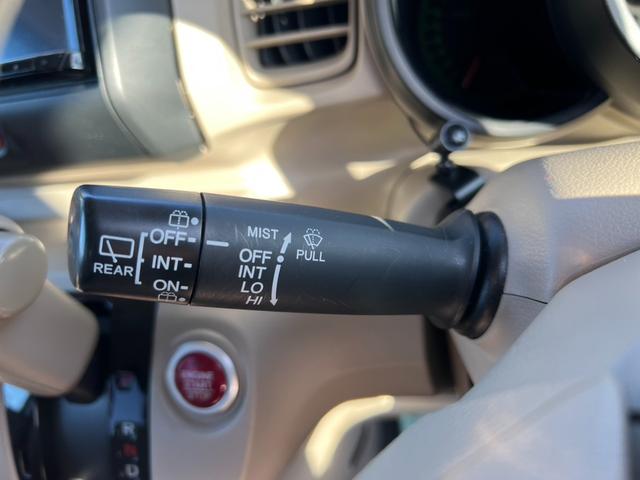 OFF-
INT-
ON-
REAR
MIST
OFF
INT
LO
HI
PULL
ENGINE
START
STOP
R
D